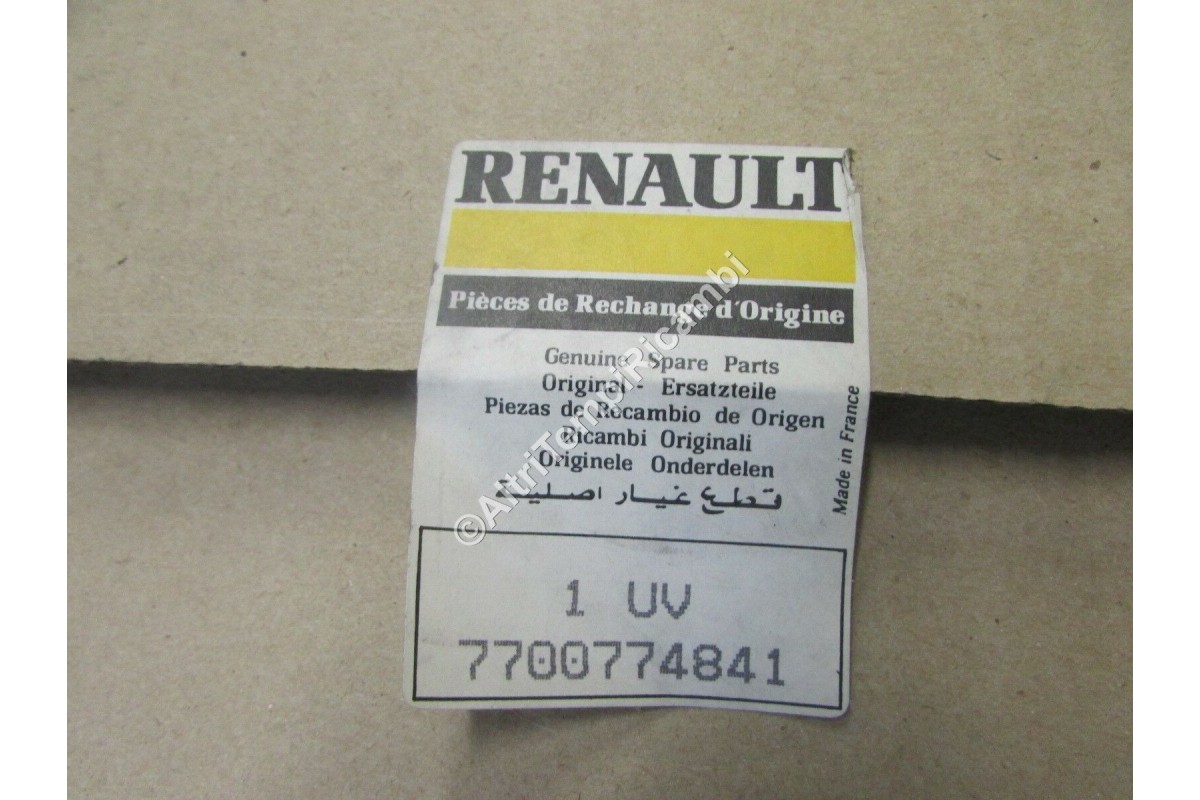 RENAULT
Pièces de Rechange d'Origine
Genuine Spare Parts
Original - Ersatzteile
Piezas de Recambio de Origen
Ricambi Originali
Originele Onderdelen
قطع غيار اصلية
Made in France
1 UV
7700774841
©AltriTempiRicambi